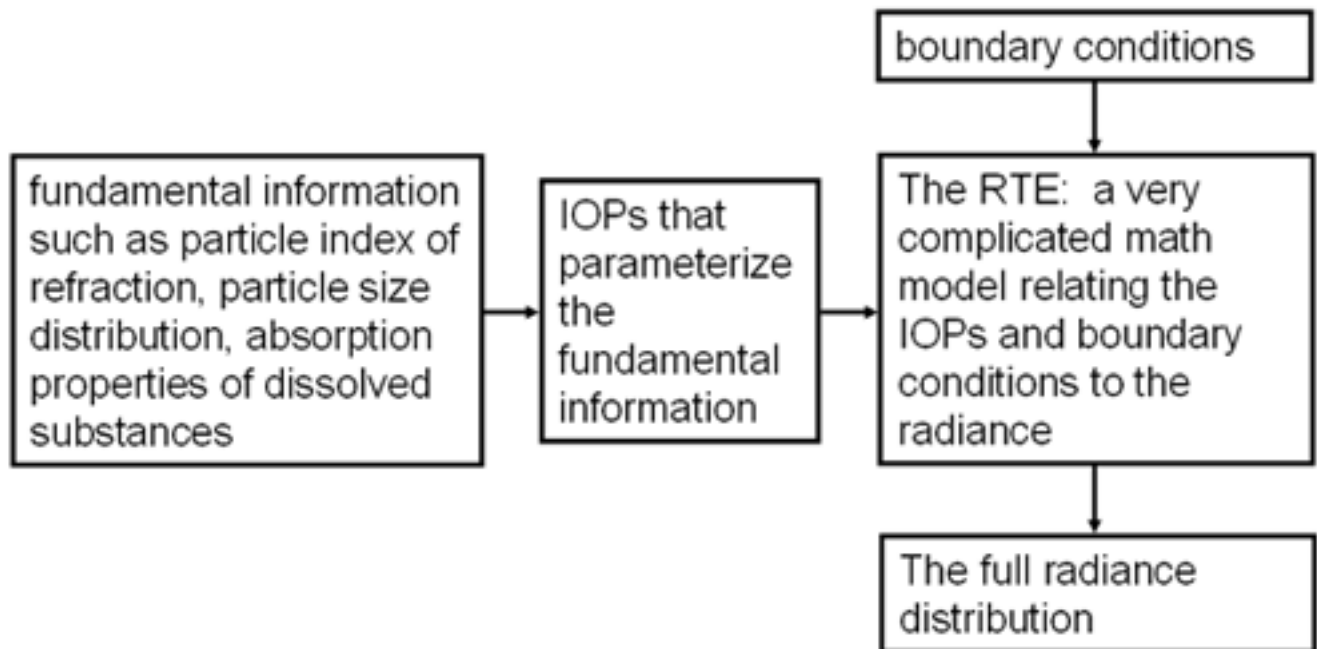 boundary conditions
fundamental information
such as particle index of
refraction, particle size
distribution, absorption
properties of dissolved
substances
IOPs that
parameterize
the
fundamental
information
The RTE: a very
complicated math
model relating the
IOPs and boundary
conditions to the
radiance
The full radiance
distribution